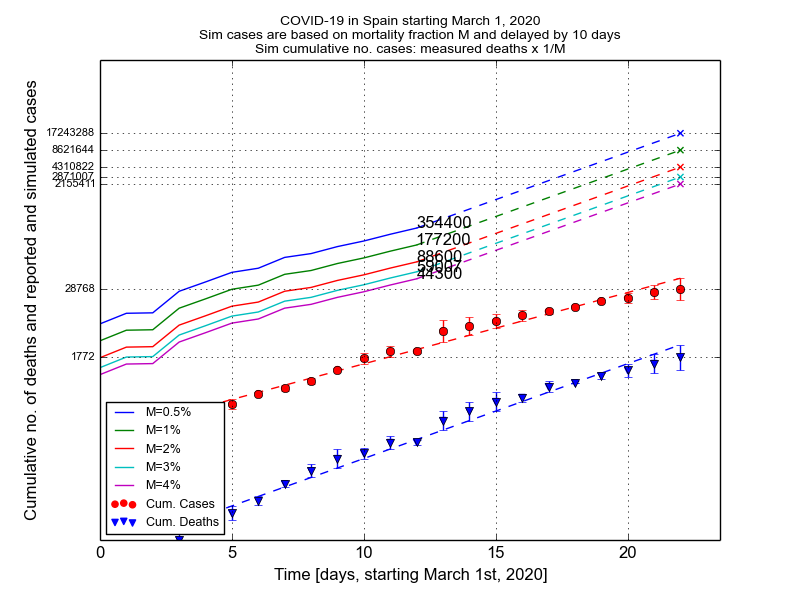 COVID-19 in Spain starting March 1, 2020
Sim cases are based on mortality fraction M and delayed by 10 days
Sim cumulative no. cases: measured deaths x 1/M
Cumulative no. of deaths and reported and simulated cases
17243288
8621644
4310822
2871007
2155411
28768
1772
354400
177200
88600
59007
44300
M=0.5%
M=1%
M=2%
M=3%
M=4%
Cum. Cases
Cum. Deaths
0
5
10
15
20
Time [days, starting March 1st, 2020]